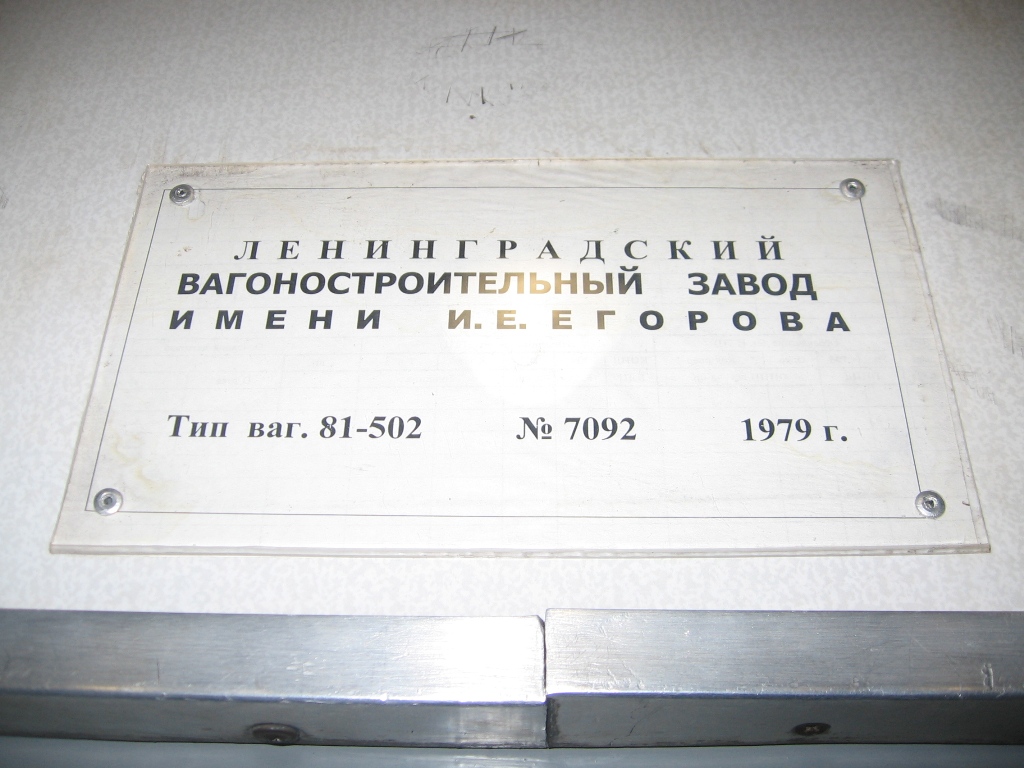 ЛЕНИНГРАДСКИЙ
ВАГОНОСТРОИТЕЛЬНЫЙ ЗАВОД
ИМЕНИ И. Е. ЕГОРОВА
Тип ваг. 81-502 № 7092 1979 г.